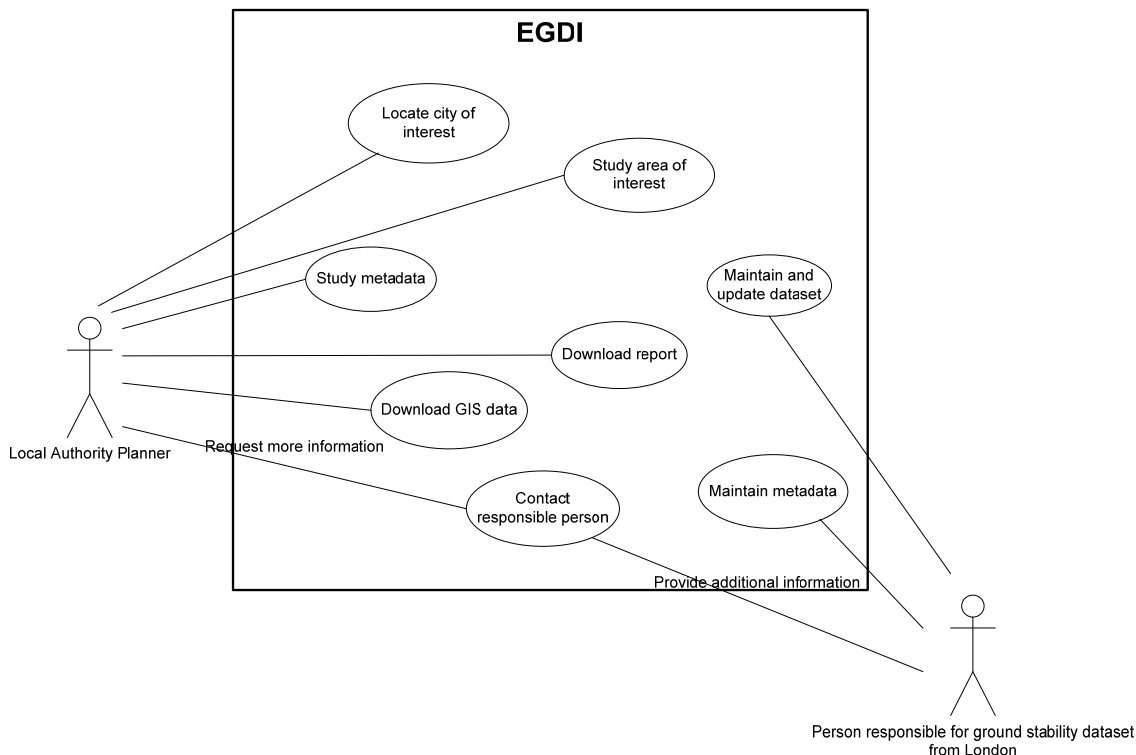 EGDI
Locate city of
interest
Study area of
interest
Study metadata
Maintain and
update dataset
Download report
Download GIS data
Request more information
Local Authority Planner
Contact
responsible person
Maintain metadata
Provide additional information
Person responsible for ground stability dataset
from London